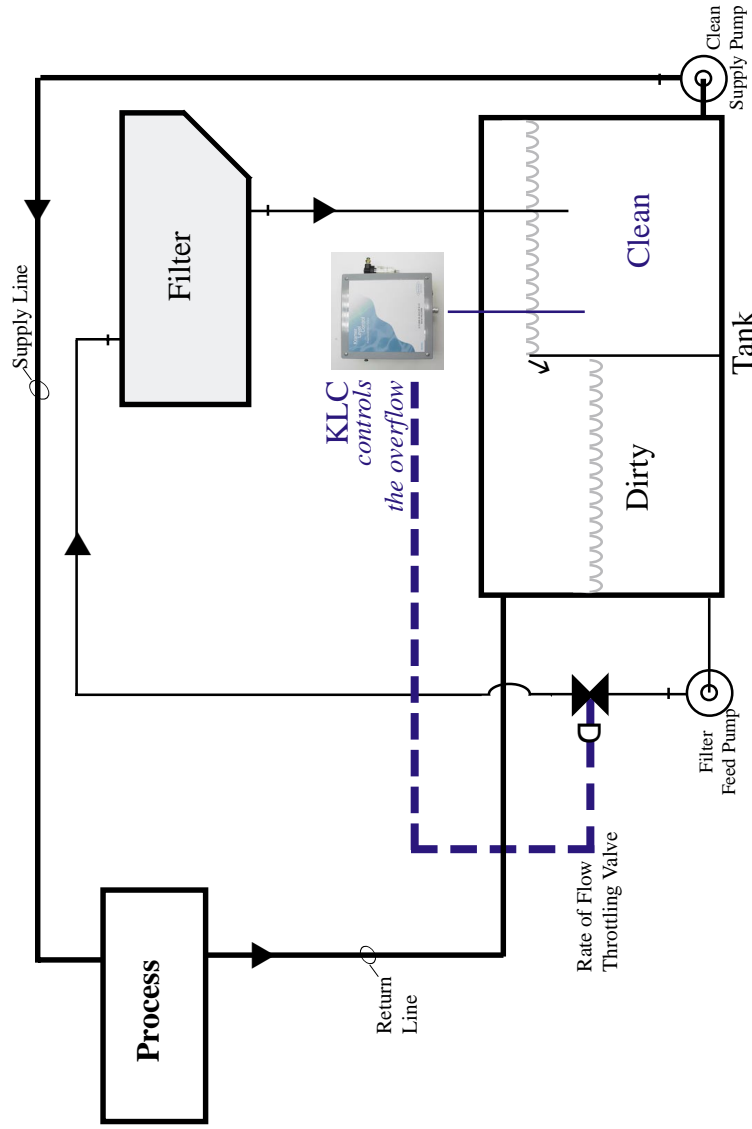 Supply Line
Filter
KLC
controls
the overflow
Clean
Supply Pump
Clean
Dirty
Tank
Filter
Feed Pump
Rate of Flow
Throttling Valve
Process
Return
Line